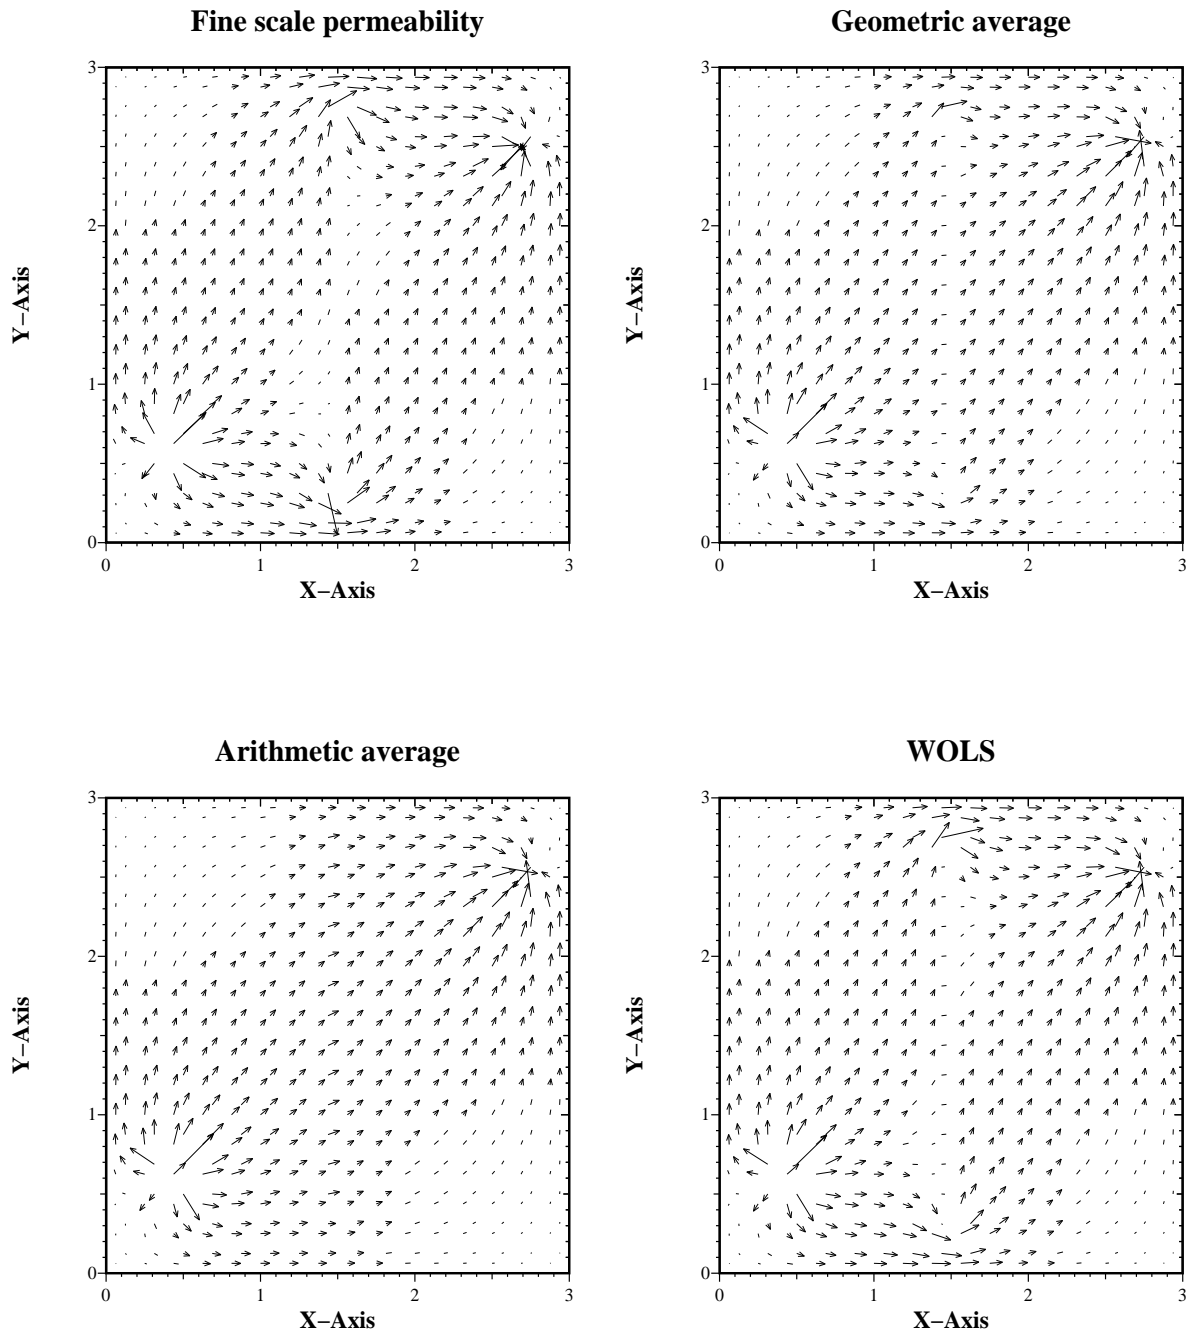 Fine scale permeability
Geometric average
3
2
1
0
0 1 2 3
X−Axis
Y−Axis
3
2
1
0
0 1 2 3
X−Axis
Y−Axis
Arithmetic average
WOLS
3
2
1
0
0 1 2 3
X−Axis
Y−Axis
3
2
1
0
0 1 2 3
X−Axis
Y−Axis